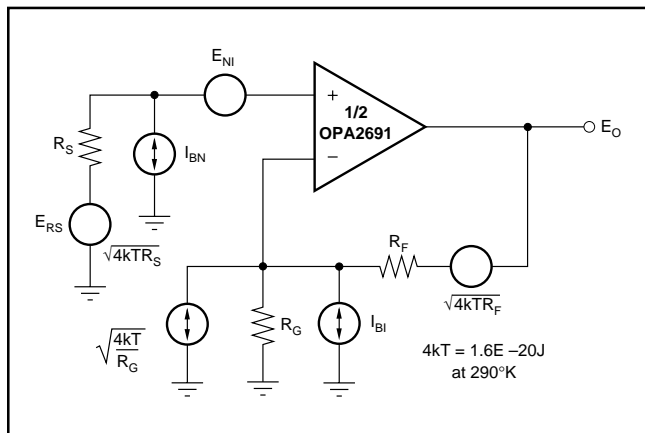 E_NI
+
1/2
OPA2691
−
E_O
R_S
I_BN
E_RS
√4kTR_S
R_F
√4kTR_F
√4kT/R_G
R_G
I_BI
4kT = 1.6E –20J
at 290°K